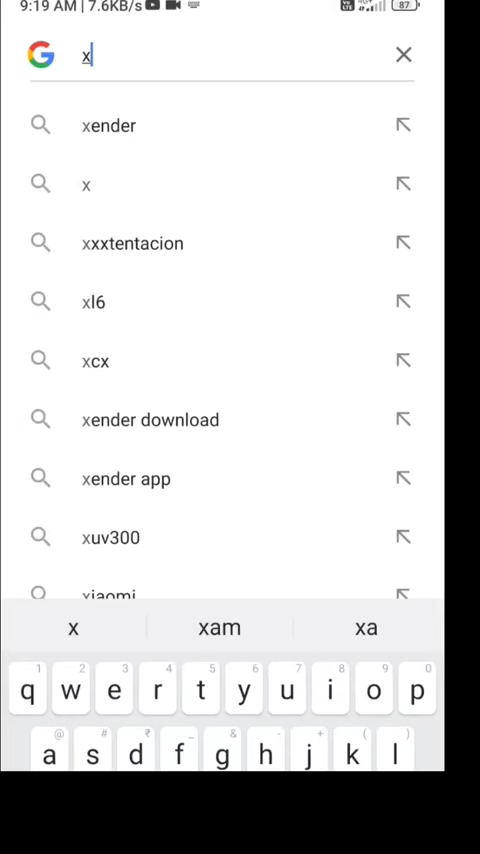 9:19 AM | 7.6KB/s
87
x
xender
x
xxxtentacion
xl6
xcx
xender download
xender app
xuv300
xiaomi
x xam xa
1 2 3 4 5 6 7 8 9 0
q w e r t y u i o p
@ # ₹ _ & - + ( )
a s d f g h j k l